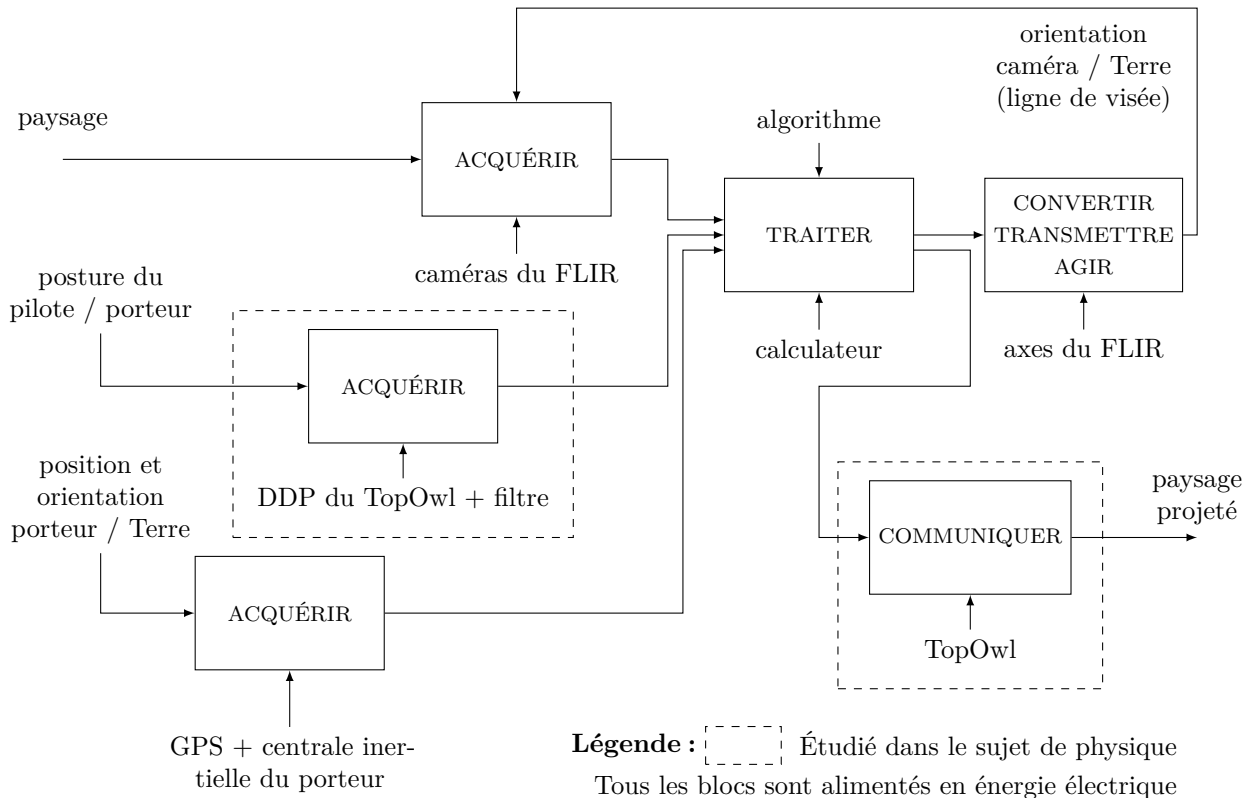 orientation
caméra / Terre
(ligne de visée)
paysage
algorithme
ACQUÉRIR
CONVERTIR
TRANSMETTRE
AGIR
TRAITER
caméras du FLIR
posture du
pilote / porteur
calculateur
axes du FLIR
ACQUÉRIR
position et
orientation
porteur / Terre
DDP du TopOwl + filtre
paysage
projeté
COMMUNIQUER
ACQUÉRIR
TopOwl
GPS + centrale iner-
tielle du porteur
Légende : Étudié dans le sujet de physique
Tous les blocs sont alimentés en énergie électrique